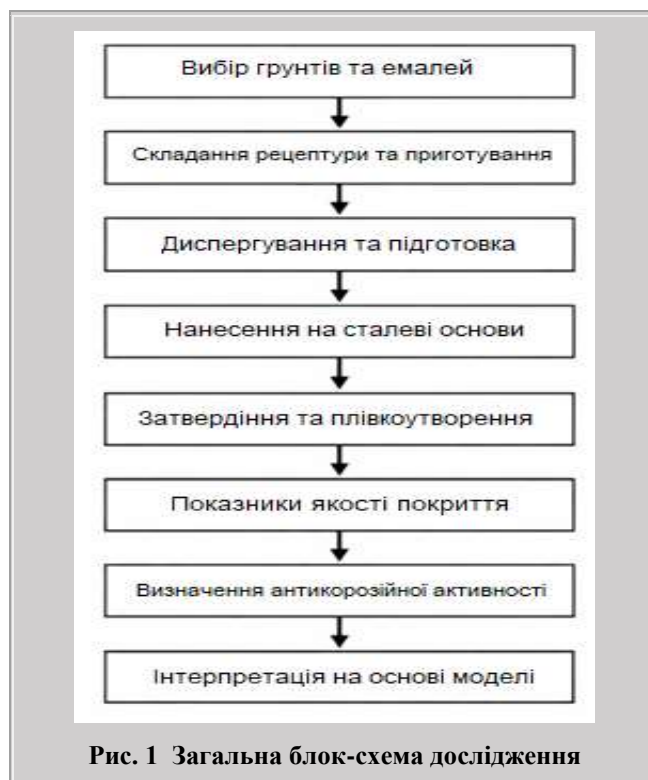 Вибір грунтів та емалей
Складання рецептури та приготування
Диспергування та підготовка
Нанесення на сталеві основи
Затвердіння та плівкоутворення
Показники якості покриття
Визначення антикорозійної активності
Інтерпретація на основі моделі
Рис. 1 Загальна блок-схема дослідження